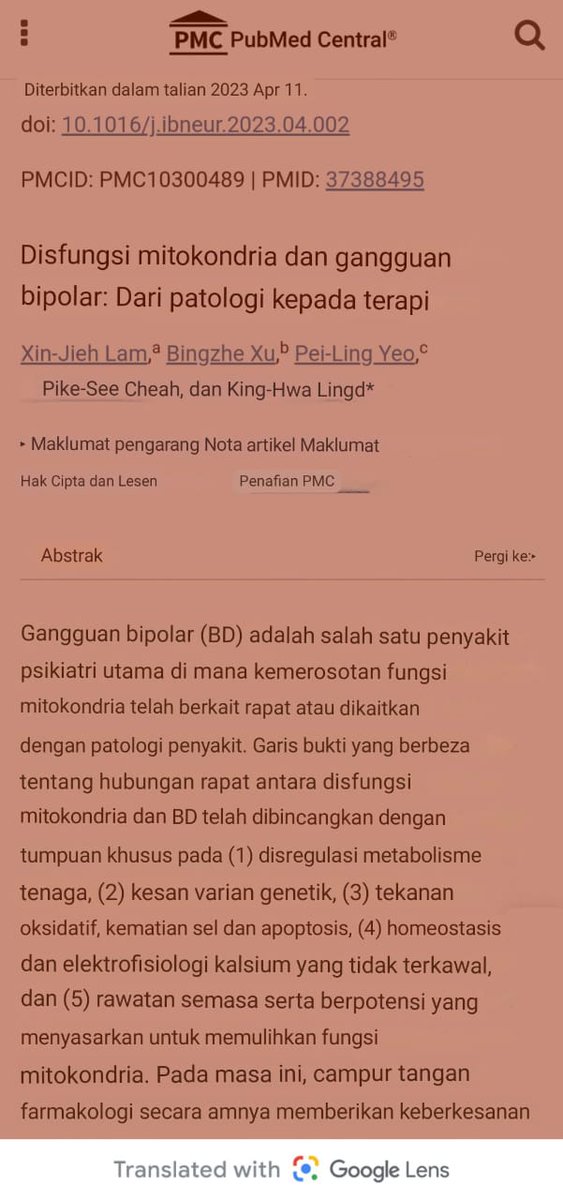 PMC PubMed Central®
Diterbitkan dalam talian 2023 Apr 11.
doi: 10.1016/j.ibneur.2023.04.002
PMCID: PMC10300489 | PMID: 37388495
Disfungsi mitokondria dan gangguan
bipolar: Dari patologi kepada terapi
Xin-Jieh Lam,a Bingzhe Xu,b Pei-Ling Yeo,c
Pike-See Cheah, dan King-Hwa Lingd*
‣ Maklumat pengarang Nota artikel Maklumat
Hak Cipta dan Lesen Penafian PMC
Abstrak Pergi ke:▸
Gangguan bipolar (BD) adalah salah satu penyakit
psikiatri utama di mana kemerosotan fungsi
mitokondria telah berkait rapat atau dikaitkan
dengan patologi penyakit. Garis bukti yang berbeza
tentang hubungan rapat antara disfungsi
mitokondria dan BD telah dibincangkan dengan
tumpuan khusus pada (1) disregulasi metabolisme
tenaga, (2) kesan varian genetik, (3) tekanan
oksidatif, kematian sel dan apoptosis, (4) homeostasis
dan elektrofisiologi kalsium yang tidak terkawal,
dan (5) rawatan semasa serta berpotensi yang
menyasarkan untuk memulihkan fungsi
mitokondria. Pada masa ini, campur tangan
farmakologi secara amnya memberikan keberkesanan
Translated with Google Lens